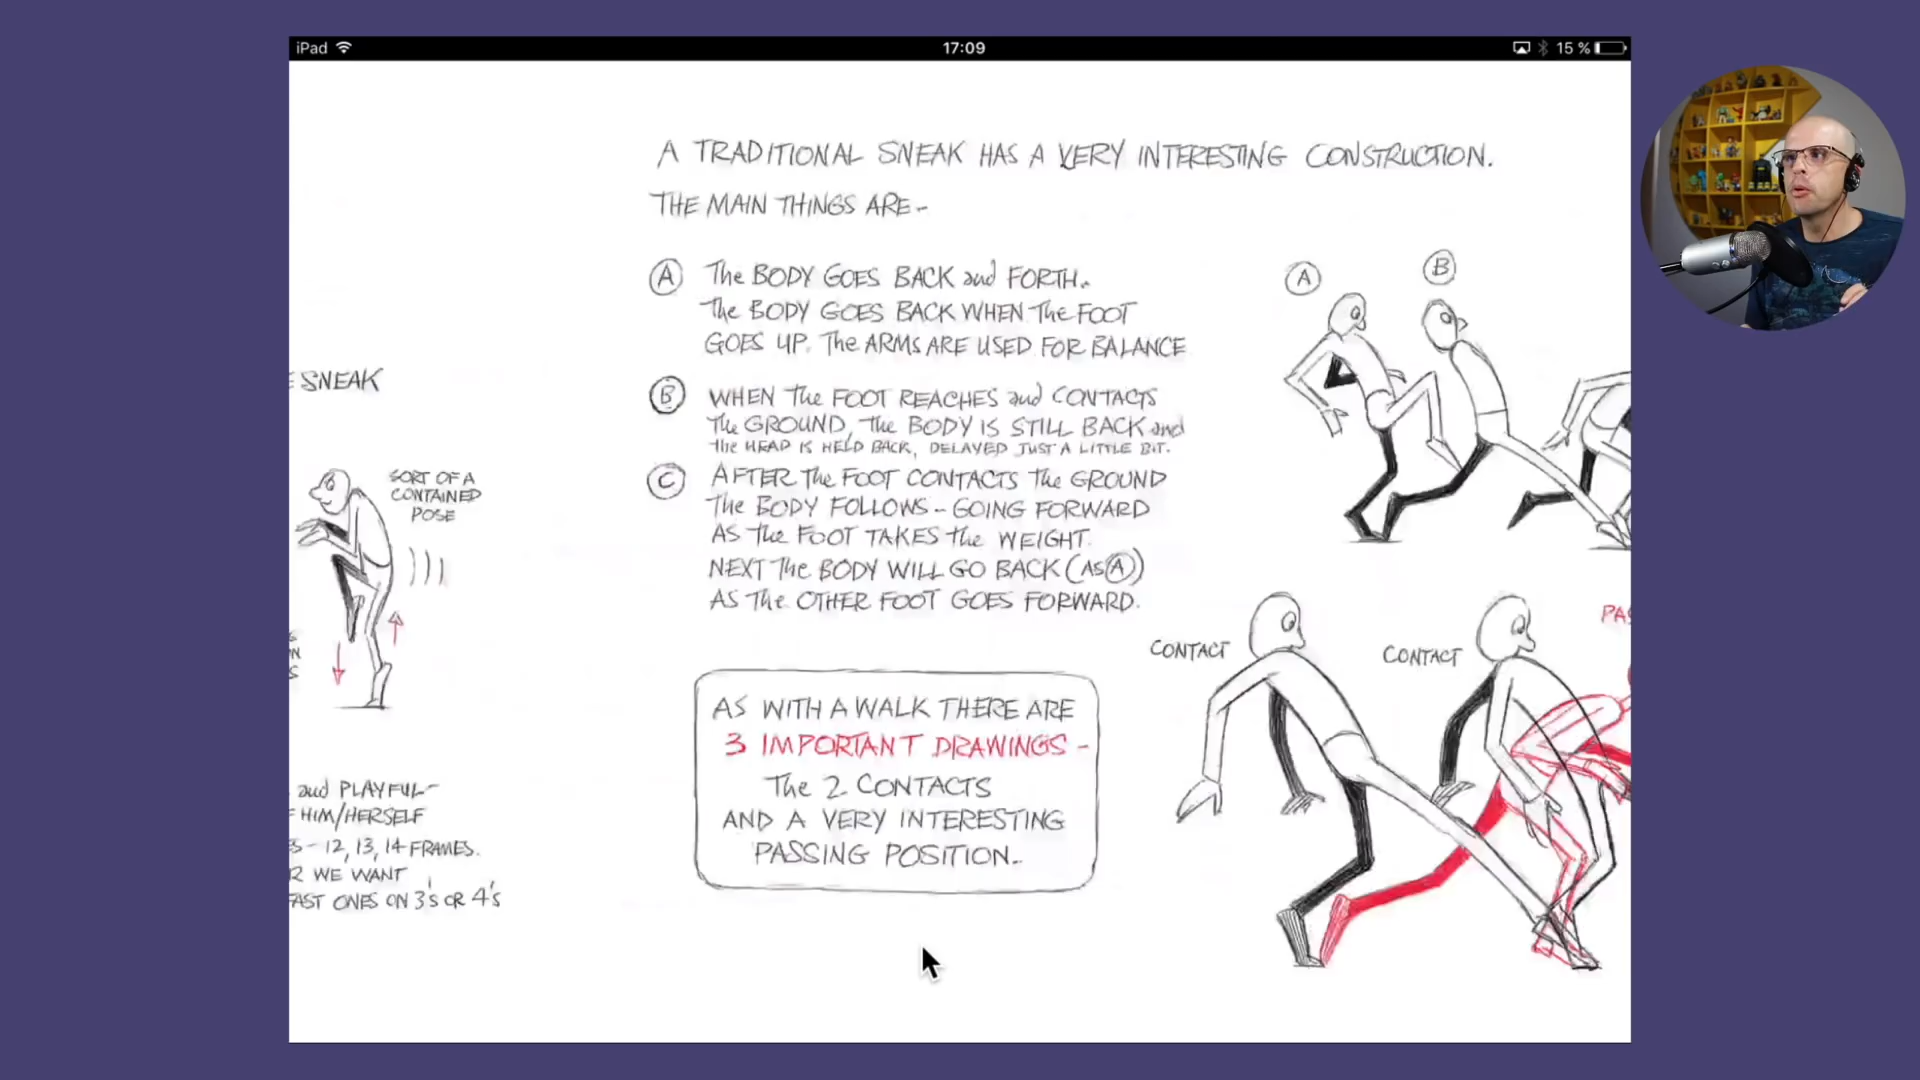 iPad 17:09 15 %
A TRADITIONAL SNEAK HAS A VERY INTERESTING CONSTRUCTION.
THE MAIN THINGS ARE -
A The BODY GOES BACK and FORTH.
The BODY GOES BACK WHEN The FOOT
GOES UP. The ARMS ARE USED FOR BALANCE
B WHEN The FOOT REACHES and CONTACTS
The GROUND, The BODY IS STILL BACK and
The HEAD IS HELD BACK, DELAYED JUST A LITTLE BIT.
C AFTER The FOOT CONTACTS The GROUND
The BODY FOLLOWS - GOING FORWARD
AS The FOOT TAKES The WEIGHT.
NEXT The BODY WILL GO BACK (AS A)
AS The OTHER FOOT GOES FORWARD.
AS WITH A WALK THERE ARE
3 IMPORTANT DRAWINGS -
The 2 CONTACTS
AND A VERY INTERESTING
PASSING POSITION.
E SNEAK
SORT OF A
CONTAINED
POSE
and PLAYFUL -
HIM/HERSELF
- 12, 13, 14 FRAMES.
WE WANT
FAST ONES ON 3's OR 4's
A
B
CONTACT
CONTACT
PAS